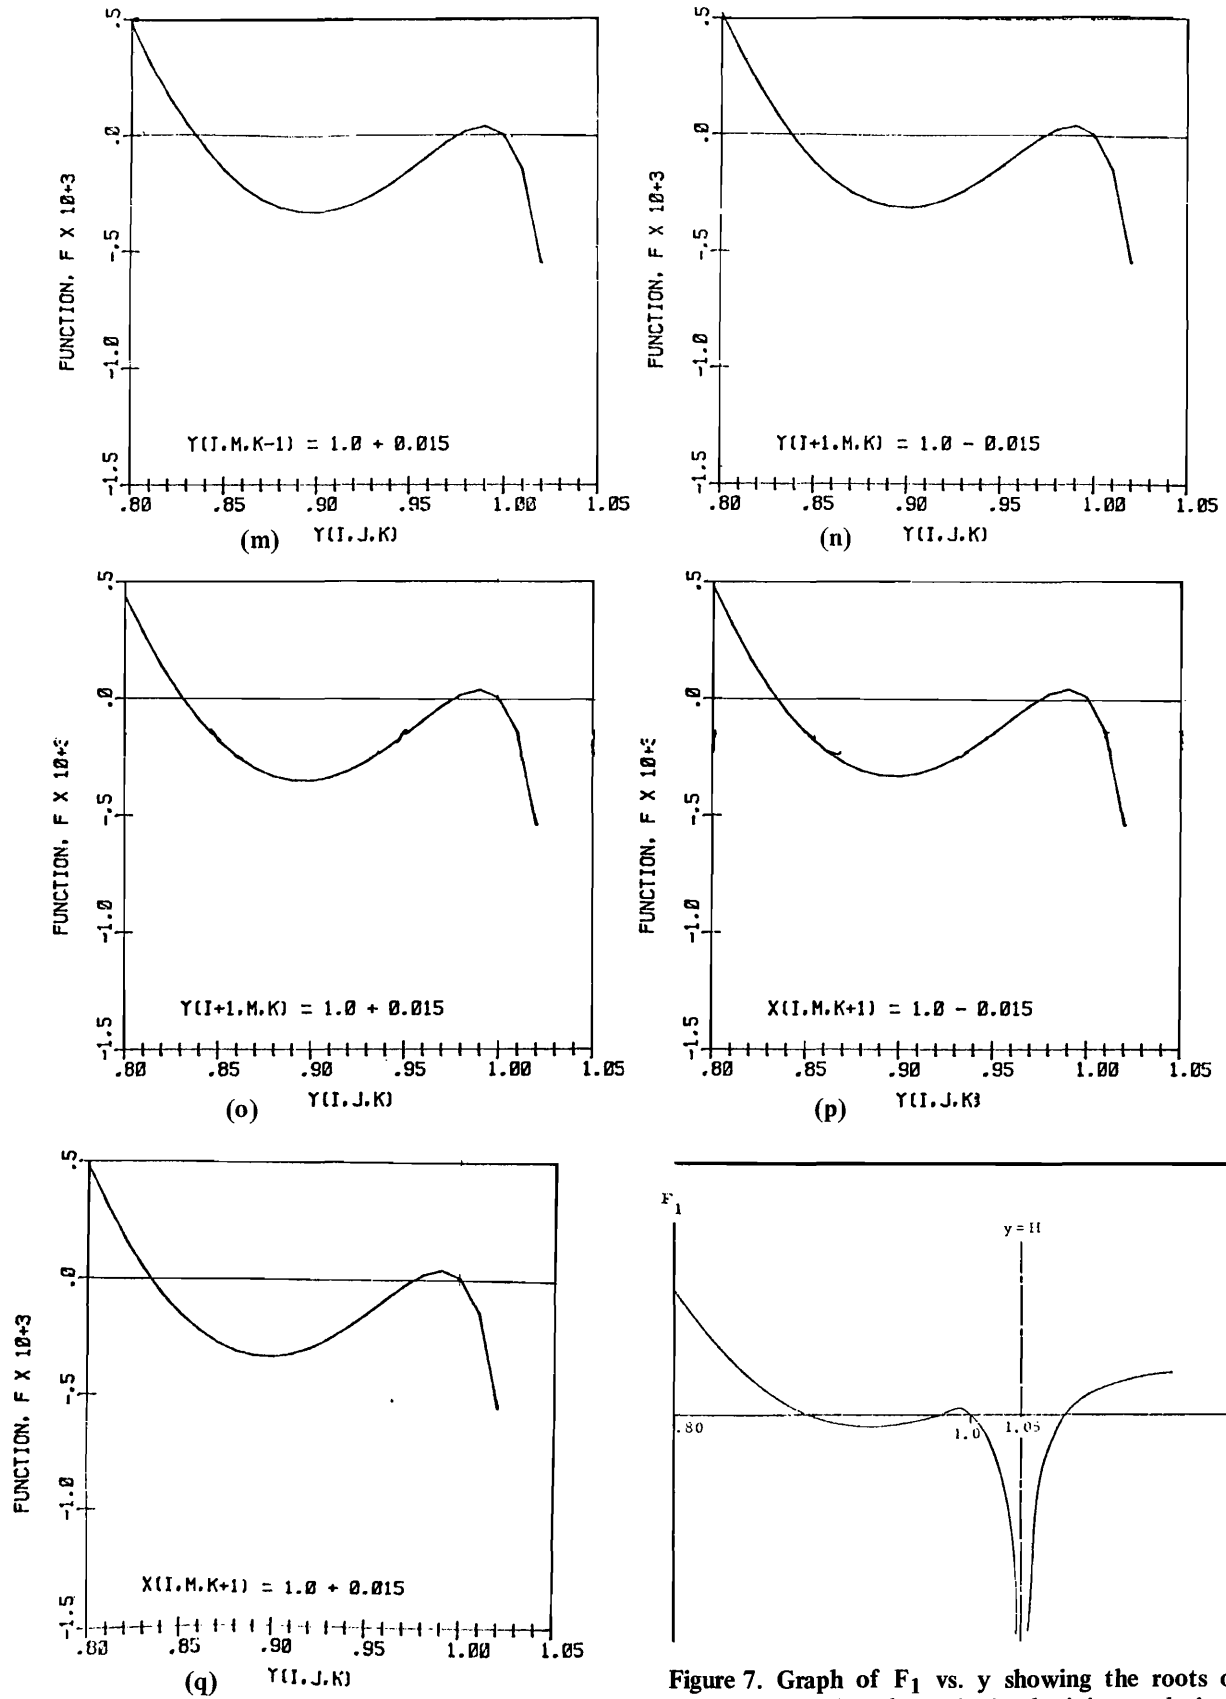 .5
.0
-.5
-1.0
-1.5
FUNCTION, F X 10+3
Y(I,M,K-1) = 1.0 + 0.015
.80 .85 .90 .95 1.00 1.05
(m) Y(I,J,K)
.5
.0
-.5
-1.0
-1.5
FUNCTION, F X 10+3
Y(I+1,M,K) = 1.0 - 0.015
.80 .85 .90 .95 1.00 1.05
(n) Y(I,J,K)
.5
.0
-.5
-1.0
-1.5
FUNCTION, F X 10+3
Y(I+1,M,K) = 1.0 + 0.015
.80 .85 .90 .95 1.00 1.05
(o) Y(I,J,K)
.5
.0
-.5
-1.0
-1.5
FUNCTION, F X 10+3
X(I,M,K+1) = 1.0 - 0.015
.80 .85 .90 .95 1.00 1.05
(p) Y(I,J,K)
.5
.0
-.5
-1.0
-1.5
FUNCTION, F X 10+3
X(I,M,K+1) = 1.0 + 0.015
.80 .85 .90 .95 1.00 1.05
(q) Y(I,J,K)
F1
y = H
.80 1.0 1.05
Figure 7. Graph of F1 vs. y showing the roots